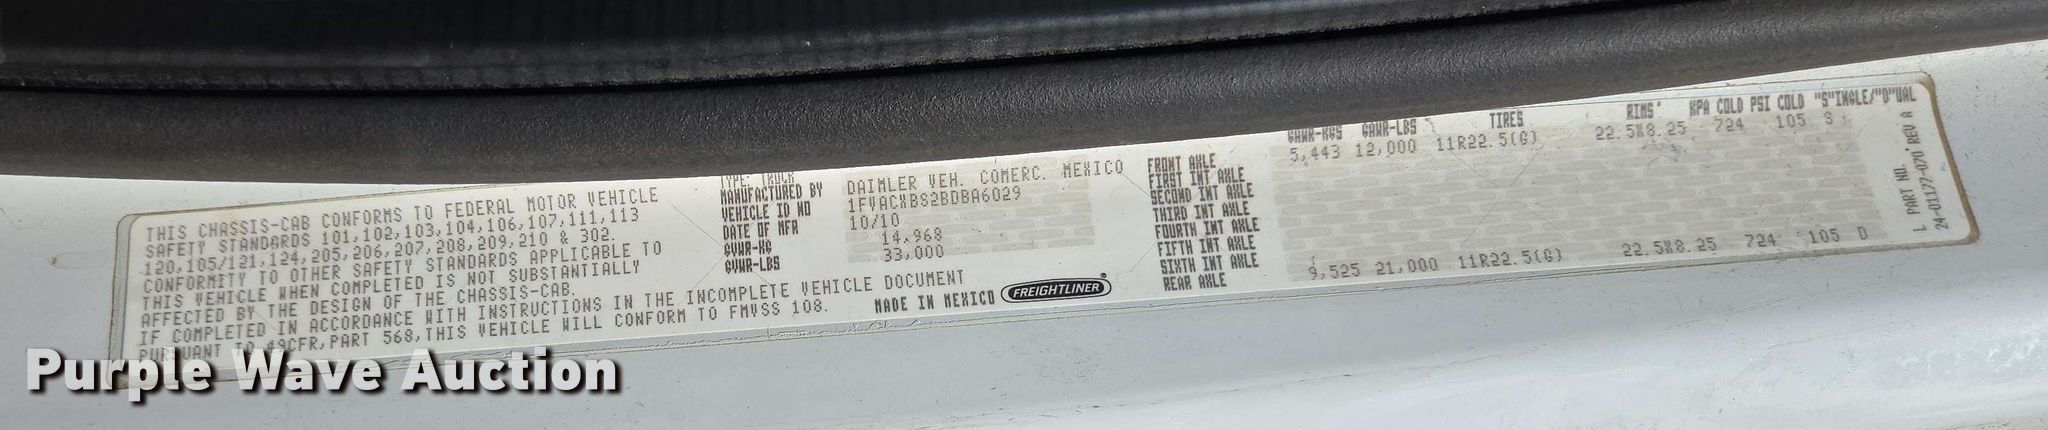 THIS CHASSIS-CAB CONFORMS TO FEDERAL MOTOR VEHICLE
SAFETY STANDARDS 101,102,103,104,106,107,111,113
120,105/121,124,205,206,207,208,209,210 & 302.
CONFORMITY TO OTHER SAFETY STANDARDS APPLICABLE TO
THIS VEHICLE WHEN COMPLETED IS NOT SUBSTANTIALLY
AFFECTED BY THE DESIGN OF THE CHASSIS-CAB.
IF COMPLETED IN ACCORDANCE WITH INSTRUCTIONS IN THE INCOMPLETE VEHICLE DOCUMENT
PURSUANT TO 49CFR,PART 568,THIS VEHICLE WILL CONFORM TO FMVSS 108.
TYPE: TRUCK
MANUFACTURED BY DAIMLER VEH. COMERC. MEXICO
VEHICLE ID NO 1FVACXBS2BDBA6029
DATE OF MFR 10/10
GVWR-KG 14,968
GVWR-LBS 33,000
MADE IN MEXICO FREIGHTLINER®
GAWR-KGS GAWR-LBS TIRES RIMS' KPA COLD PSI COLD "S"INGLE/"D"UAL
FRONT AXLE 5,443 12,000 11R22.5(G) 22.5X8.25 724 105 S
FIRST INT AXLE
SECOND INT AXLE
THIRD INT AXLE
FOURTH INT AXLE
FIFTH INT AXLE
SIXTH INT AXLE
REAR AXLE 9,525 21,000 11R22.5(G) 22.5X8.25 724 105 D
PART NO.
24-01177-070 REV A
Purple Wave Auction